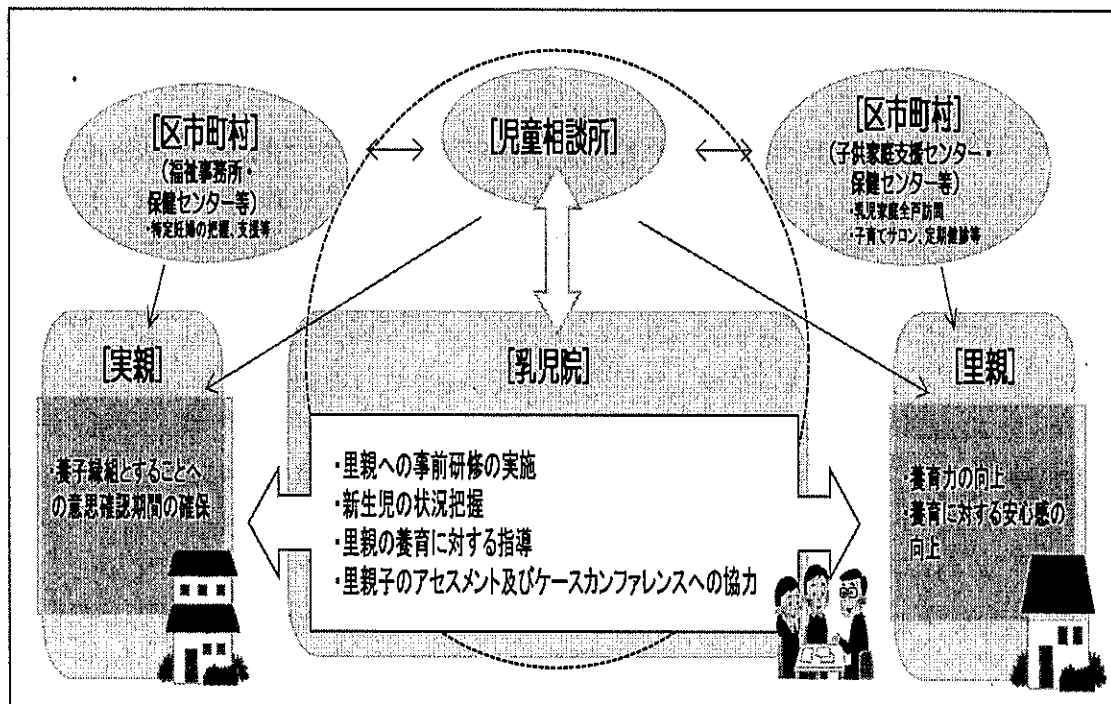 [区市町村]
(福祉事務所・
保健センター等)
・特定妊婦の把握、支援等
[児童相談所]
[区市町村]
(子供家庭支援センター・
保健センター等)
・乳児家庭全戸訪問
・子育てサロン、定期健診等
[実親]
・養子縁組とすることへ
の意思確認期間の確保
[乳児院]
・里親への事前研修の実施
・新生児の状況把握
・里親の養育に対する指導
・里親子のアセスメント及びケースカンファレンスへの協力
[里親]
・養育力の向上
・養育に対する安心感の
向上